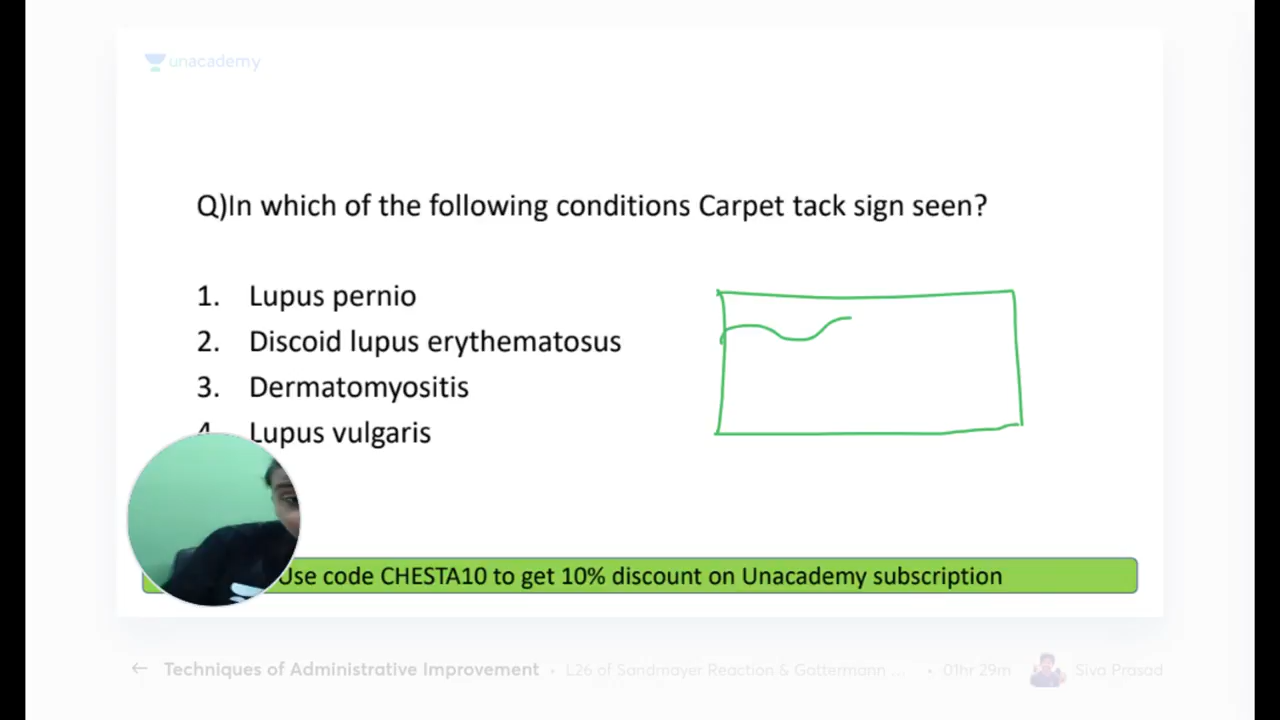 unacademy
Q)In which of the following conditions Carpet tack sign seen?
1. Lupus pernio
2. Discoid lupus erythematosus
3. Dermatomyositis
4. Lupus vulgaris
Use code CHESTA10 to get 10% discount on Unacademy subscription
Techniques of Administrative Improvement · L26 of Sandmayer Reaction & Gattermann ... · 01hr 29m Siva Prasad